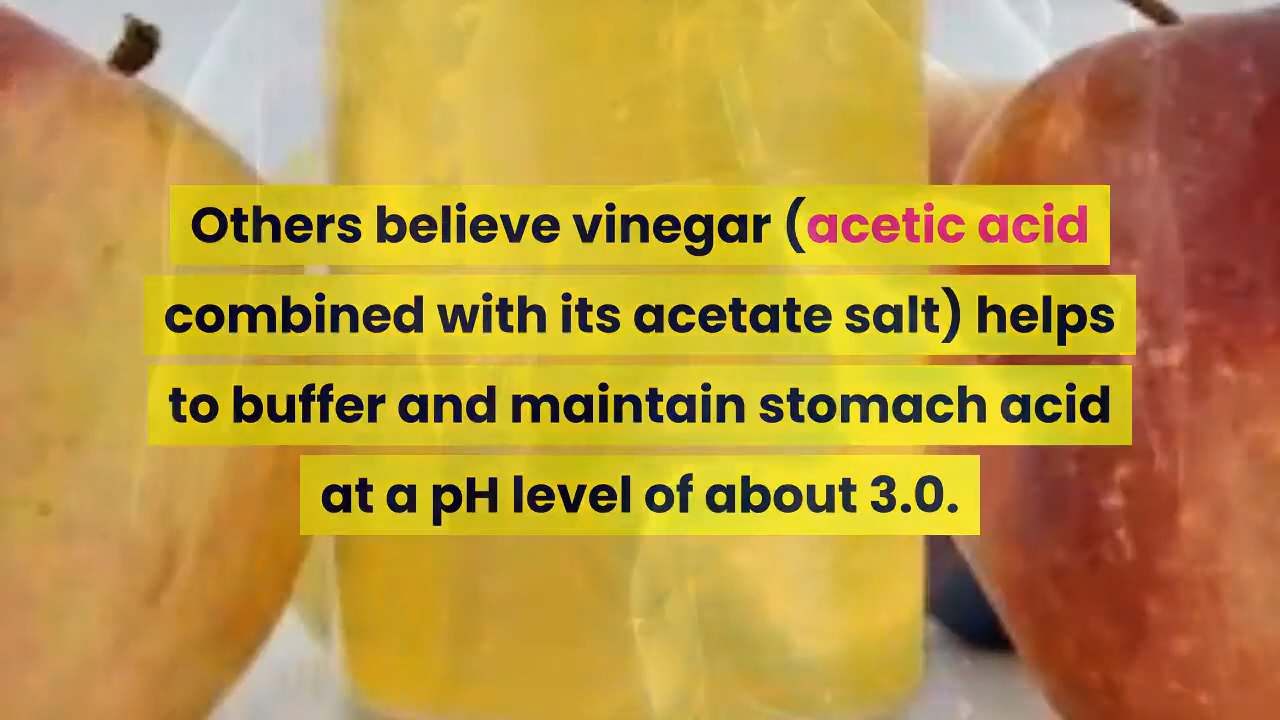 Others believe vinegar (acetic acid
combined with its acetate salt) helps
to buffer and maintain stomach acid
at a pH level of about 3.0.